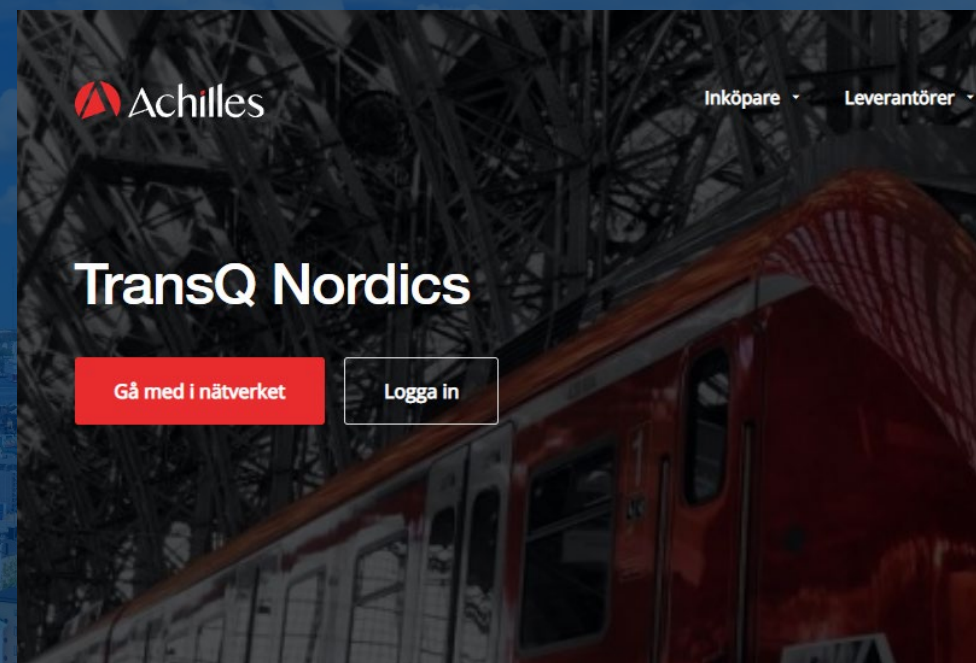 Achilles
Inköpare
Leverantörer
TransQ Nordics
Gå med i nätverket
Logga in